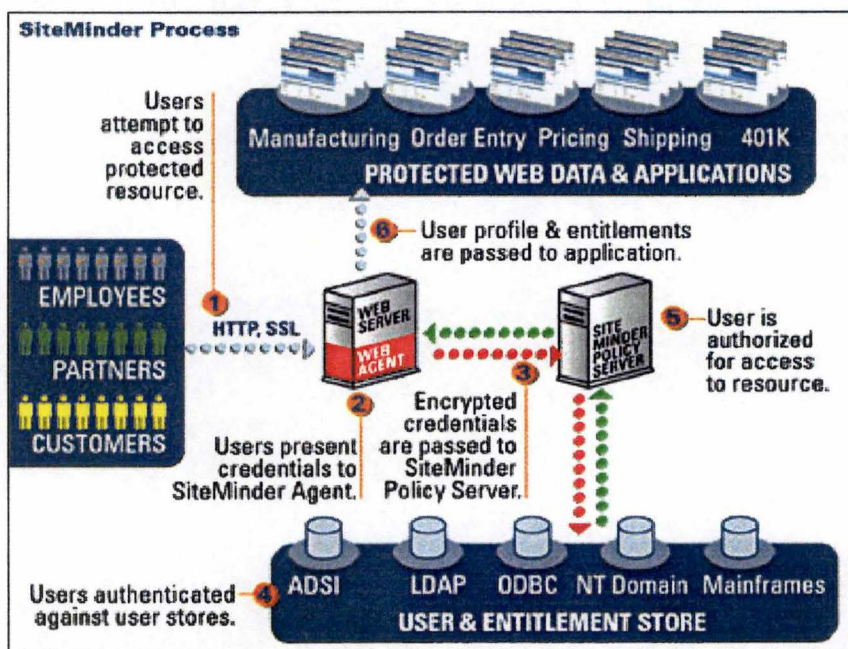 SiteMinder Process
Users
attempt to
access
protected
resource.
Manufacturing Order Entry Pricing Shipping 401K
PROTECTED WEB DATA & APPLICATIONS
6
User profile & entitlements
are passed to application.
EMPLOYEES
PARTNERS
CUSTOMERS
1
HTTP, SSL
WEB
SERVER
WEB
AGENT
SITE
MINDER
POLICY
SERVER
5
User is
authorized
for access
to resource.
2
Users present
credentials to
SiteMinder Agent.
3
Encrypted
credentials
are passed to
SiteMinder
Policy Server.
4
Users authenticated
against user stores.
ADSI LDAP ODBC NT Domain Mainframes
USER & ENTITLEMENT STORE